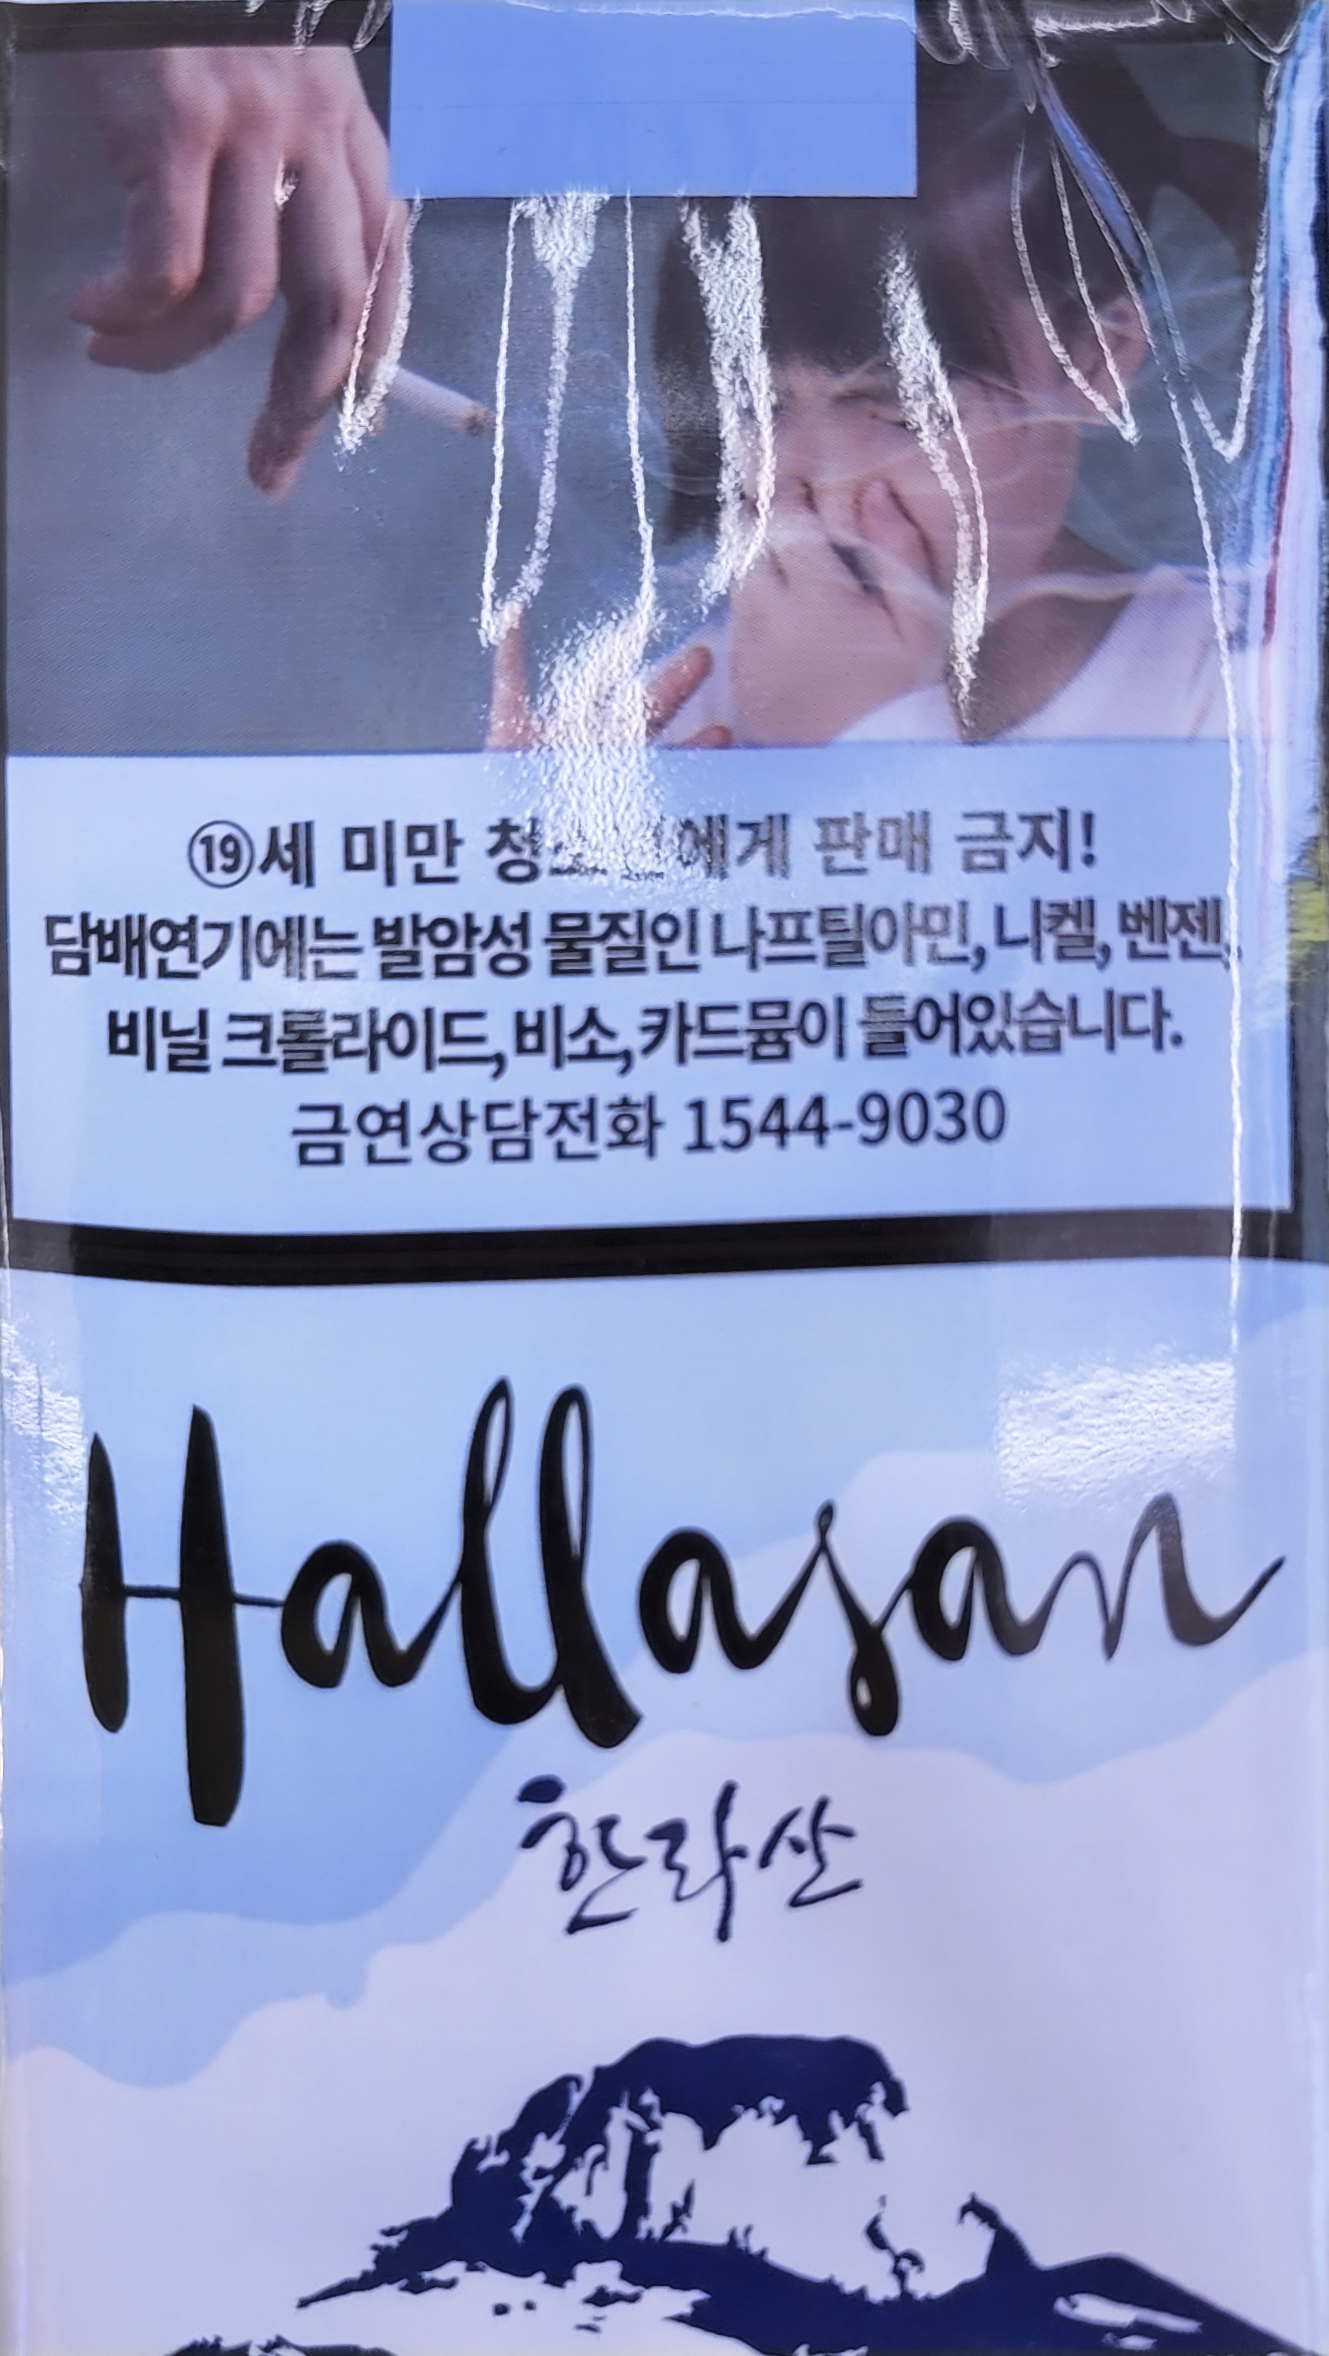 ⑲세 미만 에게 판매 금지!
담배연기에는 발암성 물질인 나프틸아민, 니켈, 벤젠,
비닐 크롤라이드, 비소, 카드뮴이 들어있습니다.
금연상담전화 1544-9030
Hallasan
한라산